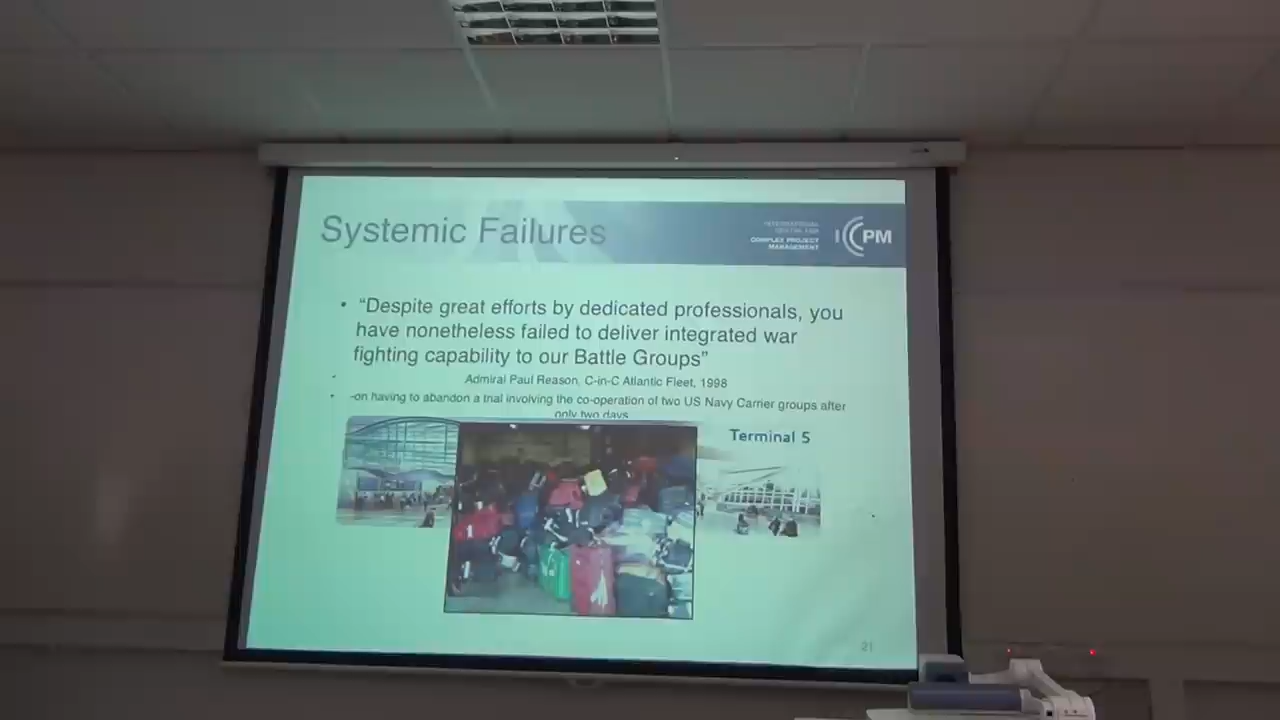 Systemic Failures
INTERNATIONAL
CENTRE FOR
COMPLEX PROJECT
MANAGEMENT
ICCPM
• “Despite great efforts by dedicated professionals, you
have nonetheless failed to deliver integrated war
fighting capability to our Battle Groups”
Admiral Paul Reason, C-in-C Atlantic Fleet, 1998
• -on having to abandon a trial involving the co-operation of two US Navy Carrier groups after
only two days
Terminal 5
21